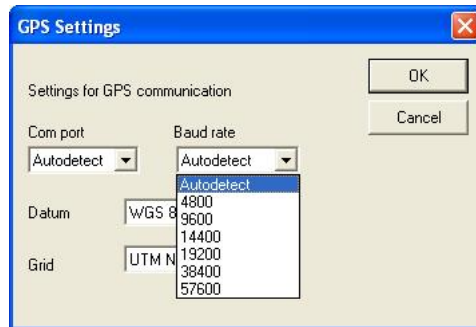 GPS Settings
OK
Settings for GPS communication
Cancel
Com port
Baud rate
Autodetect
Autodetect
Autodetect
4800
9600
14400
19200
38400
57600
Datum
WGS 8
Grid
UTM N